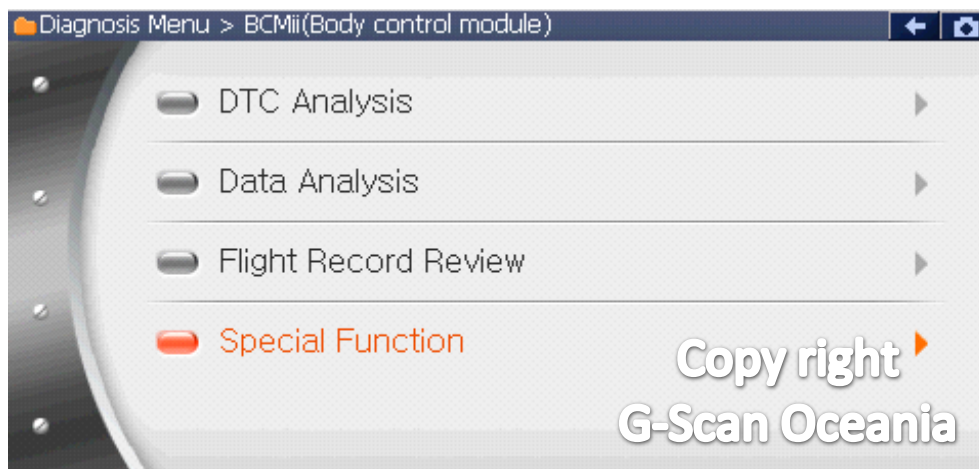 Diagnosis Menu > BCMii(Body control module)
DTC Analysis
Data Analysis
Flight Record Review
Special Function
Copy right
G-Scan Oceania